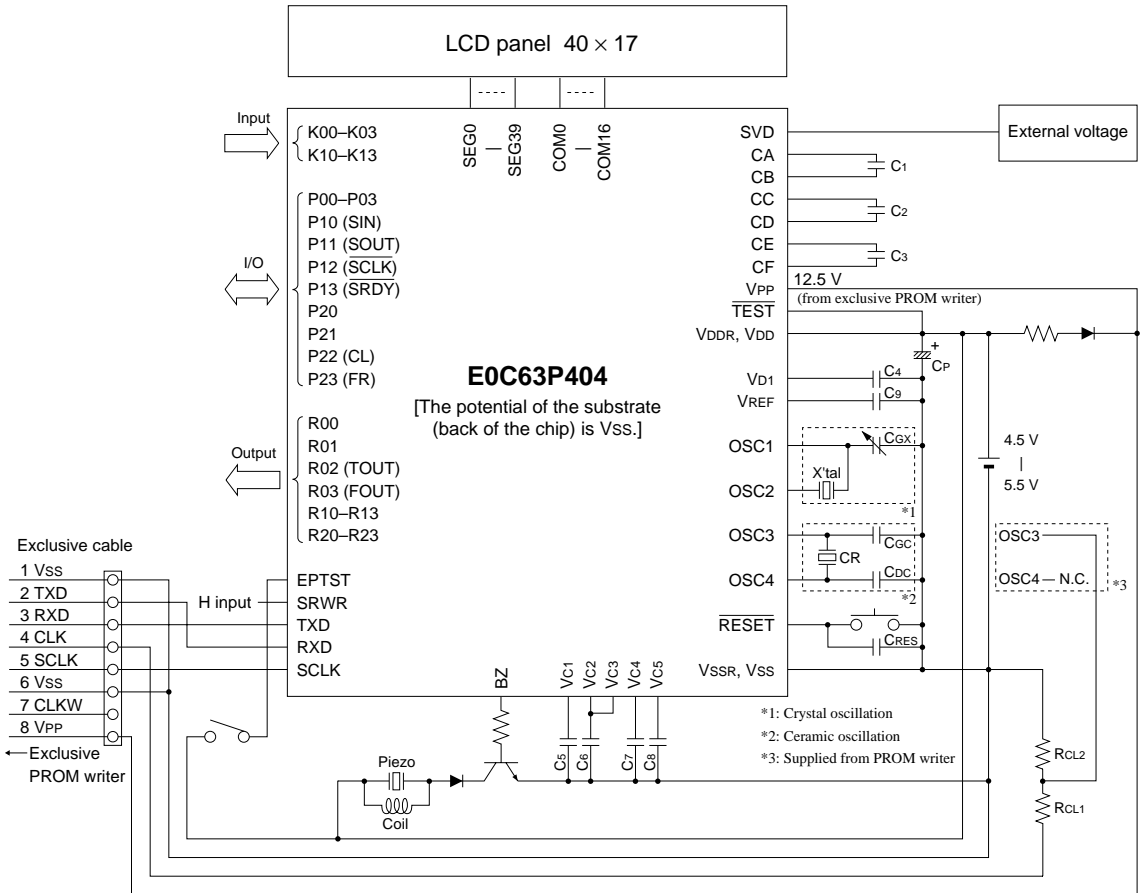 LCD panel 40 × 17
Input
K00–K03
K10–K13
SEG0
—
SEG39
COM0
—
COM16
SVD
External voltage
CA
C1
CB
CC
C2
CD
CE
C3
CF
I/O
P00–P03
P10 (SIN)
P11 (SOUT)
P12 (SCLK)
P13 (SRDY)
P20
P21
P22 (CL)
P23 (FR)
VPP
12.5 V
(from exclusive PROM writer)
TEST
VDDR, VDD
+
CP
E0C63P404
[The potential of the substrate
(back of the chip) is VSS.]
VD1
C4
VREF
C9
Output
R00
R01
R02 (TOUT)
R03 (FOUT)
R10–R13
R20–R23
OSC1
CGX
X'tal
OSC2
*1
4.5 V
|
5.5 V
OSC3
CGC
CR
OSC4
CDC
*2
OSC3
OSC4 — N.C.
*3
RESET
CRES
VSSR, VSS
Exclusive cable
1 VSS
2 TXD
3 RXD
4 CLK
5 SCLK
6 VSS
7 CLKW
8 VPP
Exclusive
PROM writer
EPTST
H input
SRWR
TXD
RXD
SCLK
BZ
VC1
VC2
VC3
VC4
VC5
C5
C6
C7
C8
*1: Crystal oscillation
*2: Ceramic oscillation
*3: Supplied from PROM writer
Piezo
Coil
RCL2
RCL1